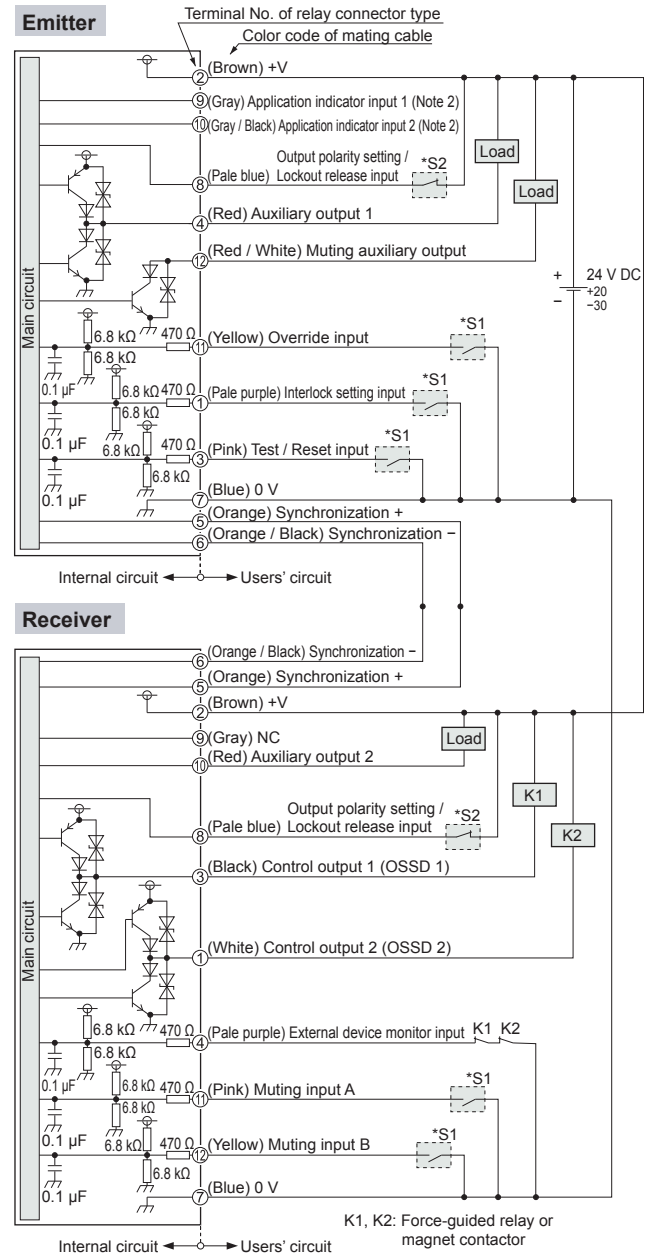 Emitter
Terminal No. of relay connector type
Color code of mating cable
② (Brown) +V
⑨ (Gray) Application indicator input 1 (Note 2)
⑩ (Gray / Black) Application indicator input 2 (Note 2)
Output polarity setting / *S2
⑧ (Pale blue) Lockout release input
Load
Load
④ (Red) Auxiliary output 1
⑫ (Red / White) Muting auxiliary output
+ 24 V DC
+20
− −30
Main circuit
*S1
6.8 kΩ 470 Ω ⑪ (Yellow) Override input
6.8 kΩ
0.1 µF
*S1
6.8 kΩ 470 Ω ① (Pale purple) Interlock setting input
6.8 kΩ
0.1 µF
*S1
6.8 kΩ 470 Ω ③ (Pink) Test / Reset input
6.8 kΩ
0.1 µF
⑦ (Blue) 0 V
⑤ (Orange) Synchronization +
⑥ (Orange / Black) Synchronization −
Internal circuit Users' circuit
Receiver
⑥ (Orange / Black) Synchronization −
⑤ (Orange) Synchronization +
② (Brown) +V
⑨ (Gray) NC
Load
⑩ (Red) Auxiliary output 2
K1
Output polarity setting / *S2
⑧ (Pale blue) Lockout release input
K2
③ (Black) Control output 1 (OSSD 1)
① (White) Control output 2 (OSSD 2)
Main circuit
6.8 kΩ 470 Ω ④ (Pale purple) External device monitor input K1 K2
6.8 kΩ
0.1 µF
*S1
6.8 kΩ 470 Ω ⑪ (Pink) Muting input A
6.8 kΩ
0.1 µF
*S1
6.8 kΩ 470 Ω ⑫ (Yellow) Muting input B
6.8 kΩ
0.1 µF
⑦ (Blue) 0 V
K1, K2: Force-guided relay or
magnet contactor
Internal circuit Users' circuit